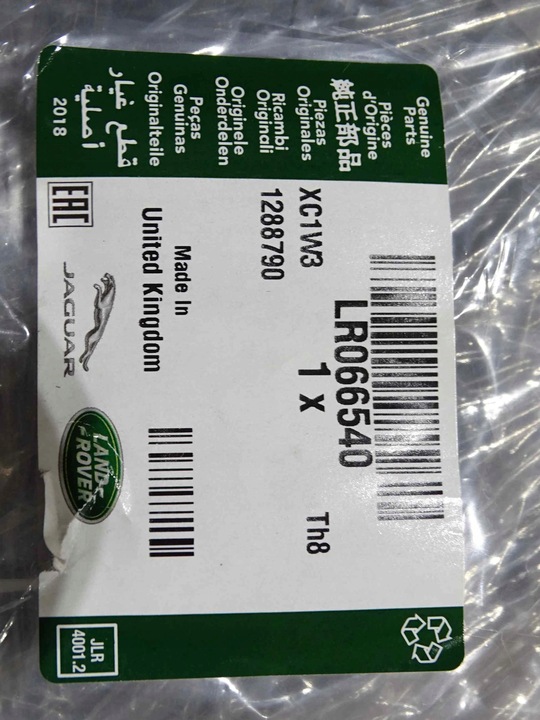 Genuine
Parts
Pièces
d'Origine
純正部品
Piezas
Originales
Ricambi
Originali
Originele
Onderdelen
Peças
Genuinas
Originalteile
قطع غيار
أصلية
2018
XC1W3
1288790
LR066540
1 X
Th8
Made In
United Kingdom
EAC
JAGUAR
LAND-
ROVER
JLR
4001.2